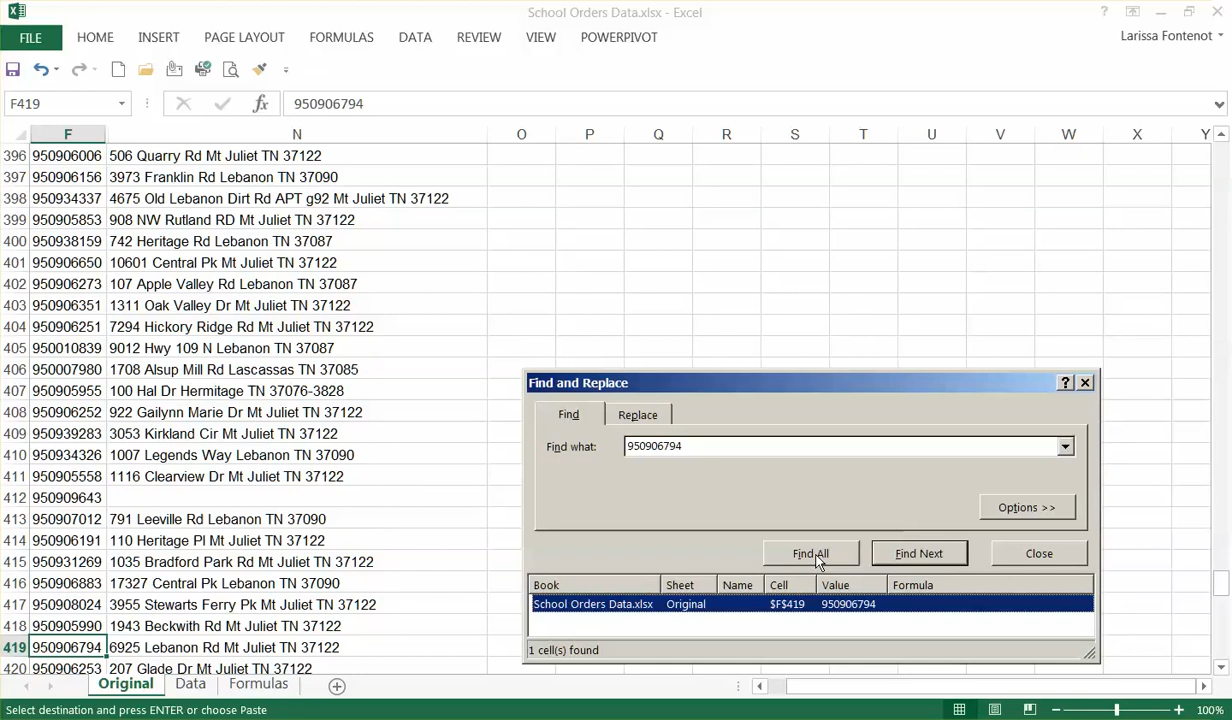 School Orders Data.xlsx - Excel
FILE HOME INSERT PAGE LAYOUT FORMULAS DATA REVIEW VIEW POWERPIVOT Larissa Fontenot
F419 fx 950906794
F N O P Q R S T U V W X Y
396 950906006 506 Quarry Rd Mt Juliet TN 37122
397 950906156 3973 Franklin Rd Lebanon TN 37090
398 950934337 4675 Old Lebanon Dirt Rd APT g92 Mt Juliet TN 37122
399 950905853 908 NW Rutland RD Mt Juliet TN 37122
400 950938159 742 Heritage Rd Lebanon TN 37087
401 950906650 10601 Central Pk Mt Juliet TN 37122
402 950906273 107 Apple Valley Rd Lebanon TN 37087
403 950906351 1311 Oak Valley Dr Mt Juliet TN 37122
404 950906251 7294 Hickory Ridge Rd Mt Juliet TN 37122
405 950010839 9012 Hwy 109 N Lebanon TN 37087
406 950007980 1708 Alsup Mill Rd Lascassas TN 37085
407 950905955 100 Hal Dr Hermitage TN 37076-3828
408 950906252 922 Gailynn Marie Dr Mt Juliet TN 37122
409 950939283 3053 Kirkland Cir Mt Juliet TN 37122
410 950934326 1007 Legends Way Lebanon TN 37090
411 950905558 1116 Clearview Dr Mt Juliet TN 37122
412 950909643
413 950907012 791 Leeville Rd Lebanon TN 37090
414 950906191 110 Heritage Pl Mt Juliet TN 37122
415 950931269 1035 Bradford Park Rd Mt Juliet TN 37122
416 950906883 17327 Central Pk Lebanon TN 37090
417 950908024 3955 Stewarts Ferry Pk Mt Juliet TN 37122
418 950905990 1943 Beckwith Rd Mt Juliet TN 37122
419 950906794 6925 Lebanon Rd Mt Juliet TN 37122
420 950906253 207 Glade Dr Mt Juliet TN 37122
Find and Replace
Find Replace
Find what: 950906794
Options >>
Find All Find Next Close
Book Sheet Name Cell Value Formula
School Orders Data.xlsx Original $F$419 950906794
1 cell(s) found
Original Data Formulas
Select destination and press ENTER or choose Paste 100%